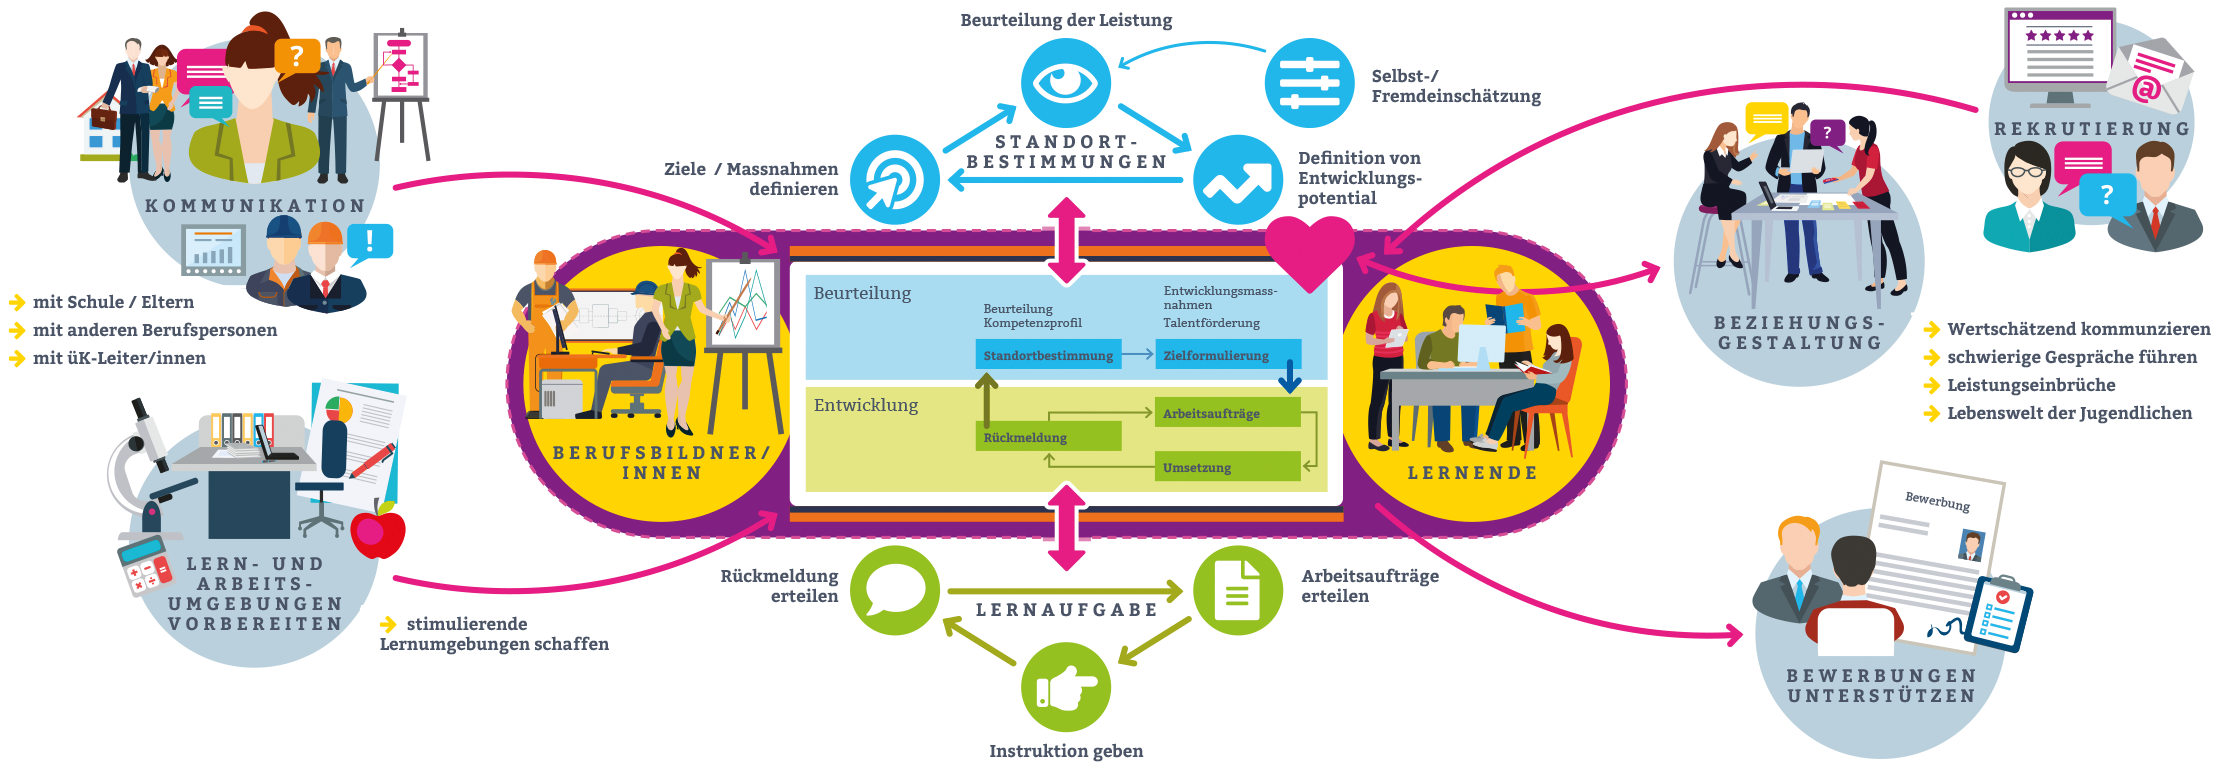 KOMMUNIKATION
mit Schule / Eltern
mit anderen Berufspersonen
mit üK-Leiter/innen
LERN- UND
ARBEITS-
UMGEBUNGEN
VORBEREITEN
stimulierende
Lernumgebungen schaffen
BERUFSBILDNER/
INNEN
Beurteilung der Leistung
Selbst-/
Fremdeinschätzung
STANDORT-
BESTIMMUNGEN
Ziele / Massnahmen
definieren
Definition von
Entwicklungs-
potential
Beurteilung
Beurteilung
Kompetenzprofil
Entwicklungsmass-
nahmen
Talentförderung
Standortbestimmung
Zielformulierung
Entwicklung
Arbeitsaufträge
Rückmeldung
Umsetzung
Rückmeldung
erteilen
LERNAUFGABE
Arbeitsaufträge
erteilen
Instruktion geben
LERNENDE
REKRUTIERUNG
BEZIEHUNGS-
GESTALTUNG
Wertschätzend kommunzieren
schwierige Gespräche führen
Leistungseinbrüche
Lebenswelt der Jugendlichen
Bewerbung
BEWERBUNGEN
UNTERSTÜTZEN